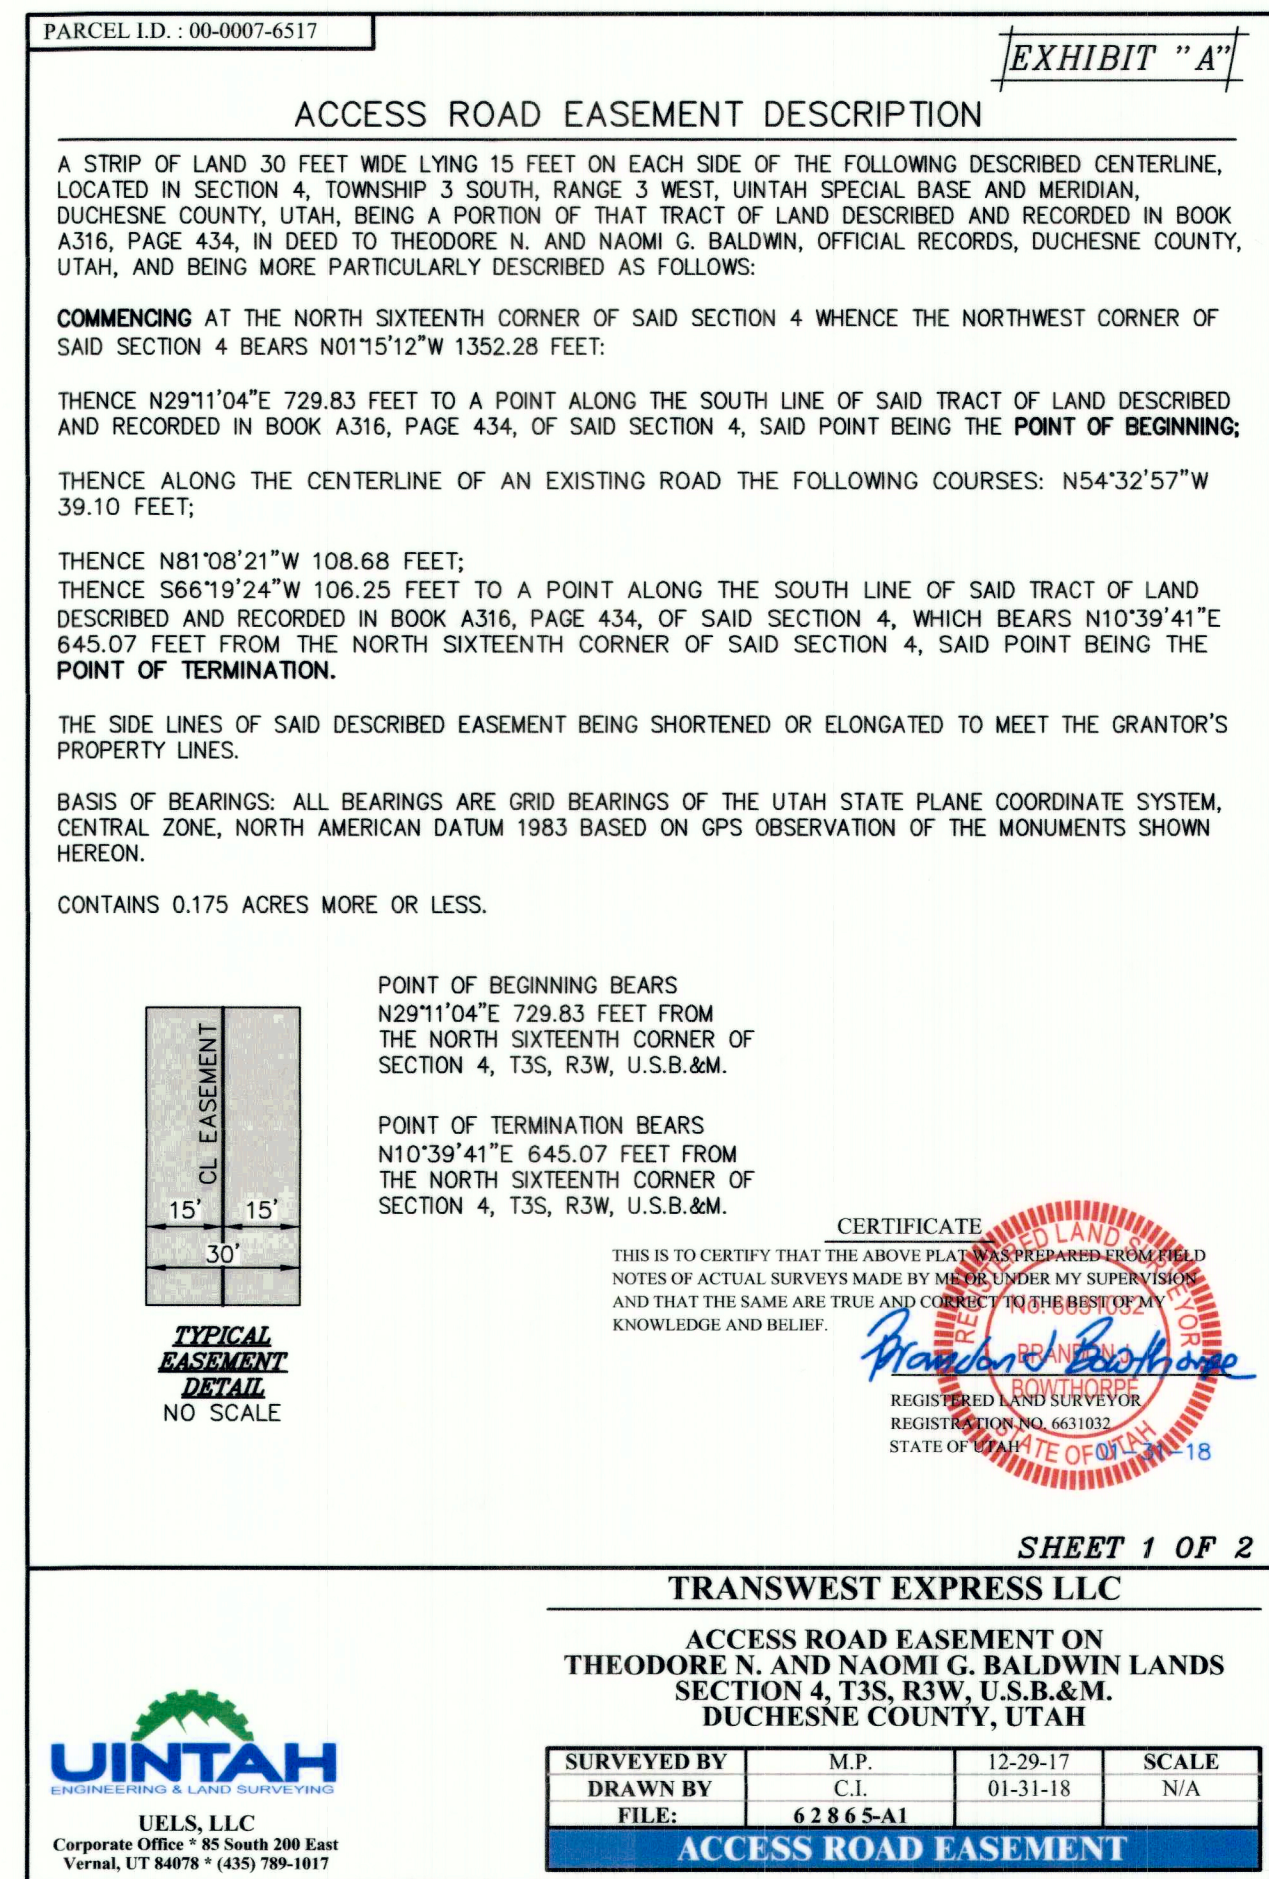 PARCEL I.D. : 00-0007-6517
EXHIBIT "A"
ACCESS ROAD EASEMENT DESCRIPTION
A STRIP OF LAND 30 FEET WIDE LYING 15 FEET ON EACH SIDE OF THE FOLLOWING DESCRIBED CENTERLINE,
LOCATED IN SECTION 4, TOWNSHIP 3 SOUTH, RANGE 3 WEST, UINTAH SPECIAL BASE AND MERIDIAN,
DUCHESNE COUNTY, UTAH, BEING A PORTION OF THAT TRACT OF LAND DESCRIBED AND RECORDED IN BOOK
A316, PAGE 434, IN DEED TO THEODORE N. AND NAOMI G. BALDWIN, OFFICIAL RECORDS, DUCHESNE COUNTY,
UTAH, AND BEING MORE PARTICULARLY DESCRIBED AS FOLLOWS:
COMMENCING AT THE NORTH SIXTEENTH CORNER OF SAID SECTION 4 WHENCE THE NORTHWEST CORNER OF
SAID SECTION 4 BEARS N01°15'12"W 1352.28 FEET:
THENCE N29°11'04"E 729.83 FEET TO A POINT ALONG THE SOUTH LINE OF SAID TRACT OF LAND DESCRIBED
AND RECORDED IN BOOK A316, PAGE 434, OF SAID SECTION 4, SAID POINT BEING THE POINT OF BEGINNING;
THENCE ALONG THE CENTERLINE OF AN EXISTING ROAD THE FOLLOWING COURSES: N54°32'57"W
39.10 FEET;
THENCE N81°08'21"W 108.68 FEET;
THENCE S66°19'24"W 106.25 FEET TO A POINT ALONG THE SOUTH LINE OF SAID TRACT OF LAND
DESCRIBED AND RECORDED IN BOOK A316, PAGE 434, OF SAID SECTION 4, WHICH BEARS N10°39'41"E
645.07 FEET FROM THE NORTH SIXTEENTH CORNER OF SAID SECTION 4, SAID POINT BEING THE
POINT OF TERMINATION.
THE SIDE LINES OF SAID DESCRIBED EASEMENT BEING SHORTENED OR ELONGATED TO MEET THE GRANTOR'S
PROPERTY LINES.
BASIS OF BEARINGS: ALL BEARINGS ARE GRID BEARINGS OF THE UTAH STATE PLANE COORDINATE SYSTEM,
CENTRAL ZONE, NORTH AMERICAN DATUM 1983 BASED ON GPS OBSERVATION OF THE MONUMENTS SHOWN
HEREON.
CONTAINS 0.175 ACRES MORE OR LESS.
POINT OF BEGINNING BEARS
N29°11'04"E 729.83 FEET FROM
THE NORTH SIXTEENTH CORNER OF
SECTION 4, T3S, R3W, U.S.B.&M.
POINT OF TERMINATION BEARS
N10°39'41"E 645.07 FEET FROM
THE NORTH SIXTEENTH CORNER OF
SECTION 4, T3S, R3W, U.S.B.&M.
CL EASEMENT
15' 15'
30'
TYPICAL
EASEMENT
DETAIL
NO SCALE
CERTIFICATE
THIS IS TO CERTIFY THAT THE ABOVE PLAT WAS PREPARED FROM FIELD
NOTES OF ACTUAL SURVEYS MADE BY ME OR UNDER MY SUPERVISION
AND THAT THE SAME ARE TRUE AND CORRECT TO THE BEST OF MY
KNOWLEDGE AND BELIEF.
Brandon J Bowthorpe
REGISTERED LAND SURVEYOR
REGISTRATION NO. 6631032
STATE OF UTAH
REGISTERED LAND SURVEYOR
No. 6631032
BRANDON J.
BOWTHORPE
STATE OF UTAH
01-31-18
SHEET 1 OF 2
TRANSWEST EXPRESS LLC
ACCESS ROAD EASEMENT ON
THEODORE N. AND NAOMI G. BALDWIN LANDS
SECTION 4, T3S, R3W, U.S.B.&M.
DUCHESNE COUNTY, UTAH
SURVEYED BY M.P. 12-29-17 SCALE
DRAWN BY C.I. 01-31-18 N/A
FILE: 6 2 8 6 5-A1
ACCESS ROAD EASEMENT
UINTAH
ENGINEERING & LAND SURVEYING
UELS, LLC
Corporate Office * 85 South 200 East
Vernal, UT 84078 * (435) 789-1017